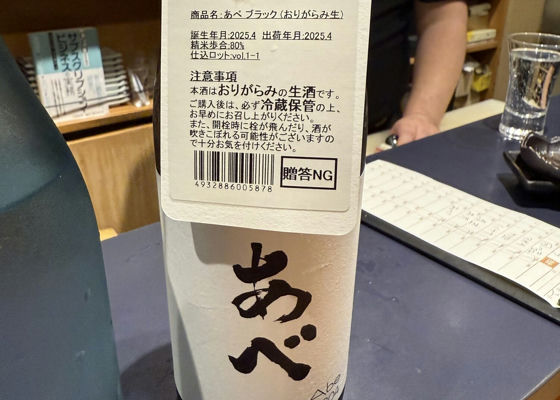 商品名:あべ ブラック(おりがらみ生)
誕生年月:2025.4 出荷年月:2025.4
精米歩合:80%
仕込ロット:vol.1-1
注意事項
本酒はおりがらみの生酒です。
ご購入後は、必ず冷蔵保管の上、
お早めにお召し上がりください。
また、開栓時に栓が飛んだり、酒が
吹きこぼれる可能性がございますの
で十分お気を付けください。
4932886005878
贈答NG
あべ
Abe
サブスクリプション
ビジネス